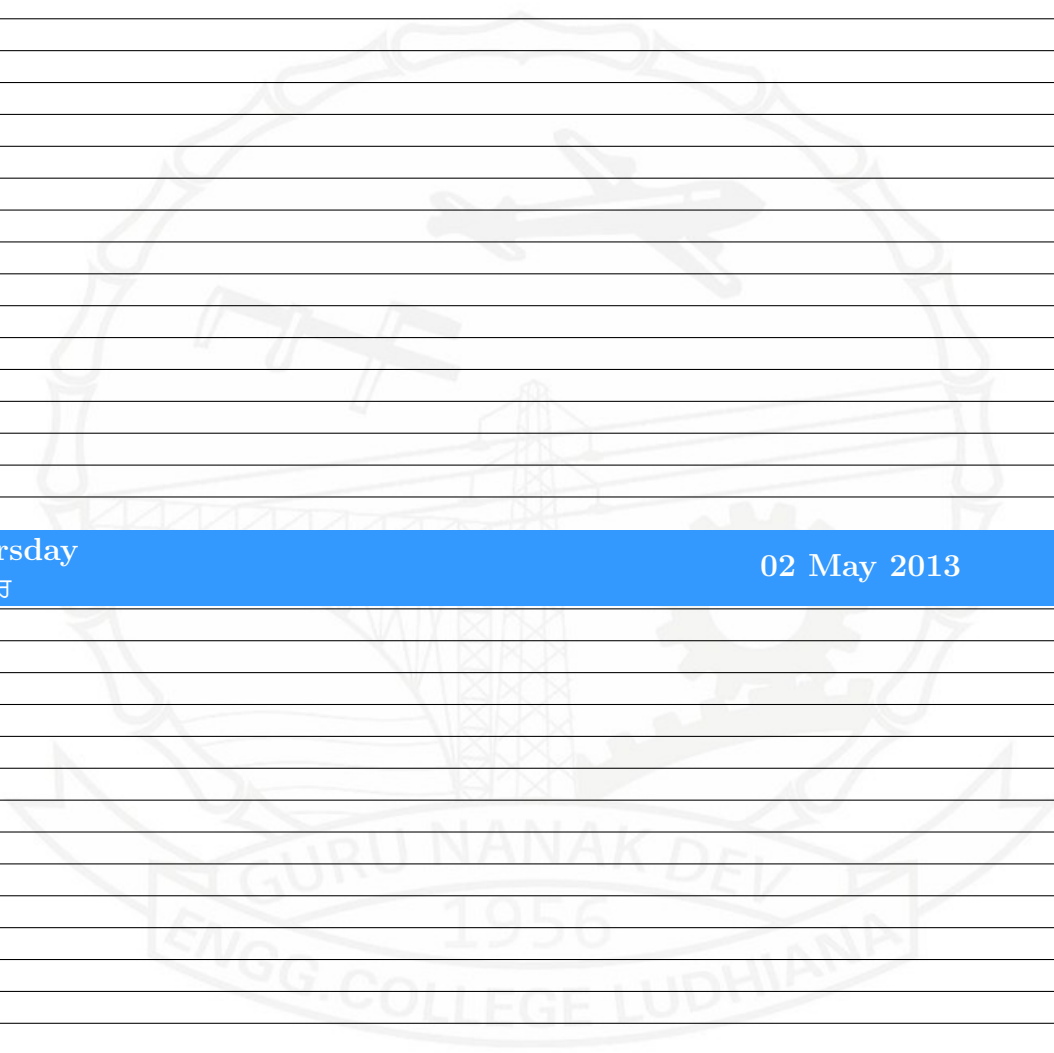 rsday
ਰ
02 May 2013
GURU NANAK DEV
1956
ENGG.COLLEGE LUDHIANA